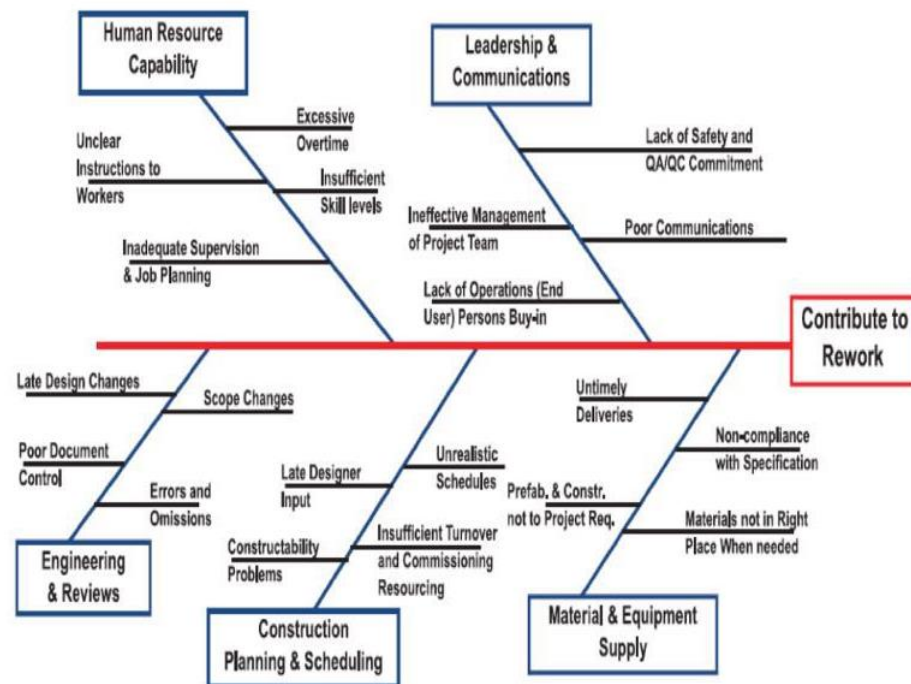 Human Resource
Capability
Leadership &
Communications
Excessive
Overtime
Unclear
Instructions to
Workers
Insufficient
Skill levels
Inadequate Supervision
& Job Planning
Lack of Safety and
QA/QC Commitment
Ineffective Management
of Project Team
Poor Communications
Lack of Operations (End
User) Persons Buy-in
Contribute to
Rework
Late Design Changes
Scope Changes
Poor Document
Control
Errors and
Omissions
Engineering
& Reviews
Unrealistic
Schedules
Late Designer
Input
Insufficient Turnover
and Commissioning
Resourcing
Constructability
Problems
Construction
Planning & Scheduling
Untimely
Deliveries
Non-compliance
with Specification
Prefab. & Constr.
not to Project Req.
Materials not in Right
Place When needed
Material & Equipment
Supply